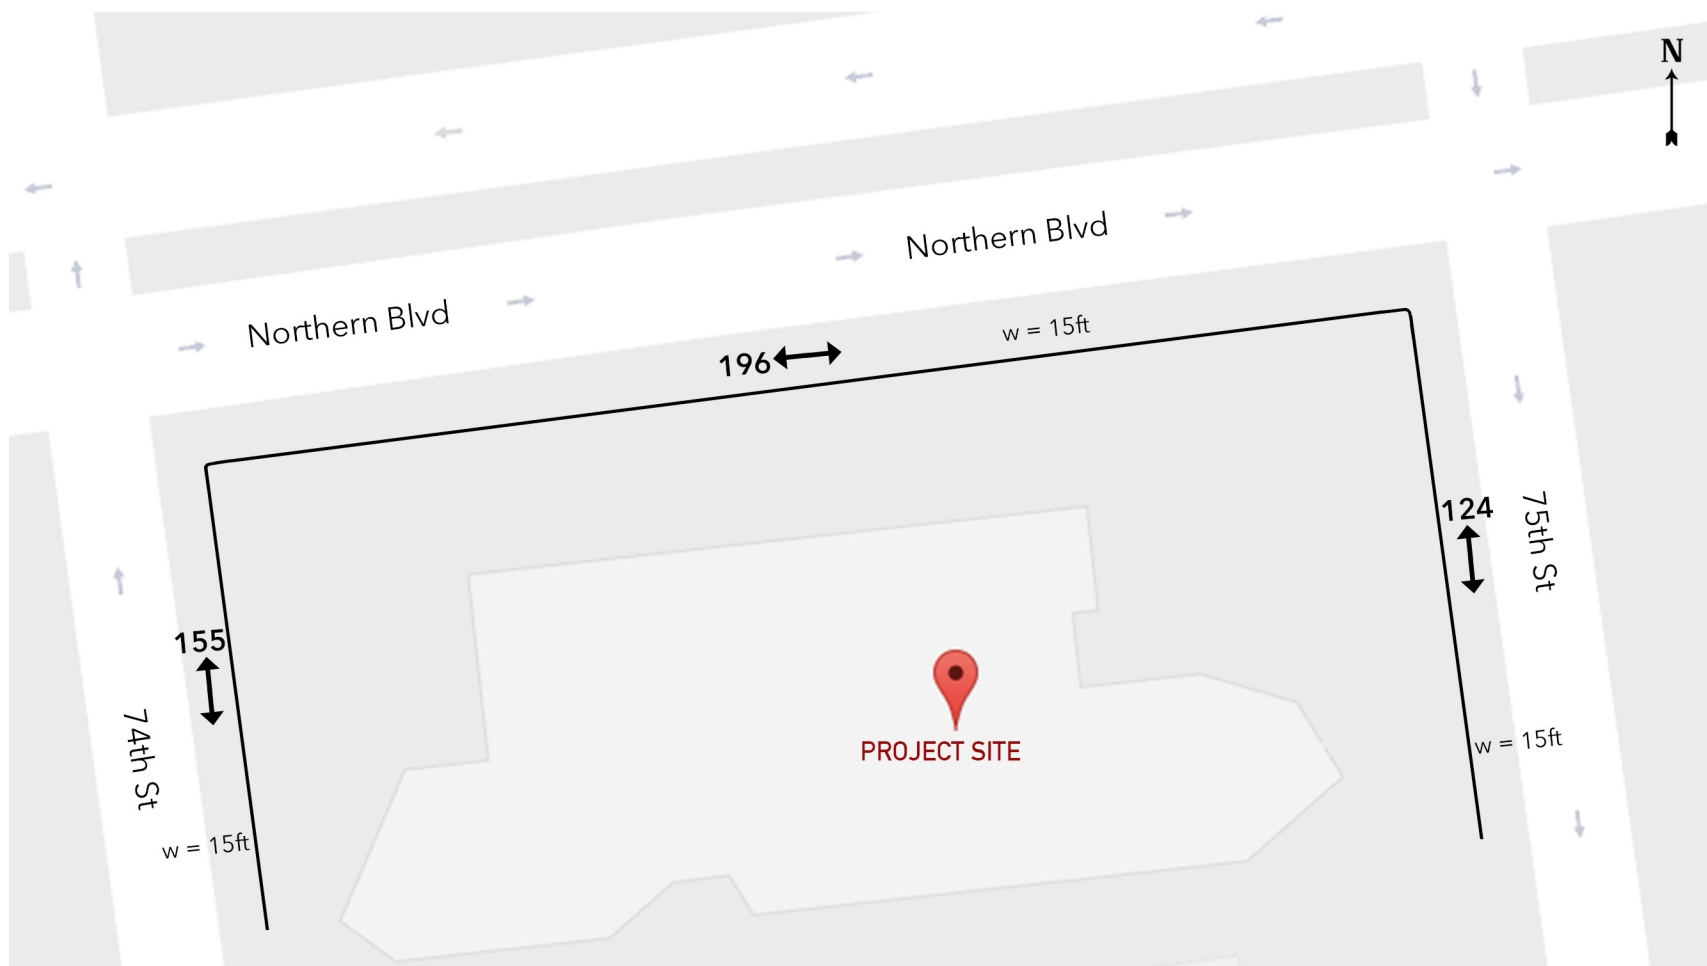 N
Northern Blvd
Northern Blvd
w = 15ft
196
124
75th St
155
74th St
PROJECT SITE
w = 15ft
w = 15ft